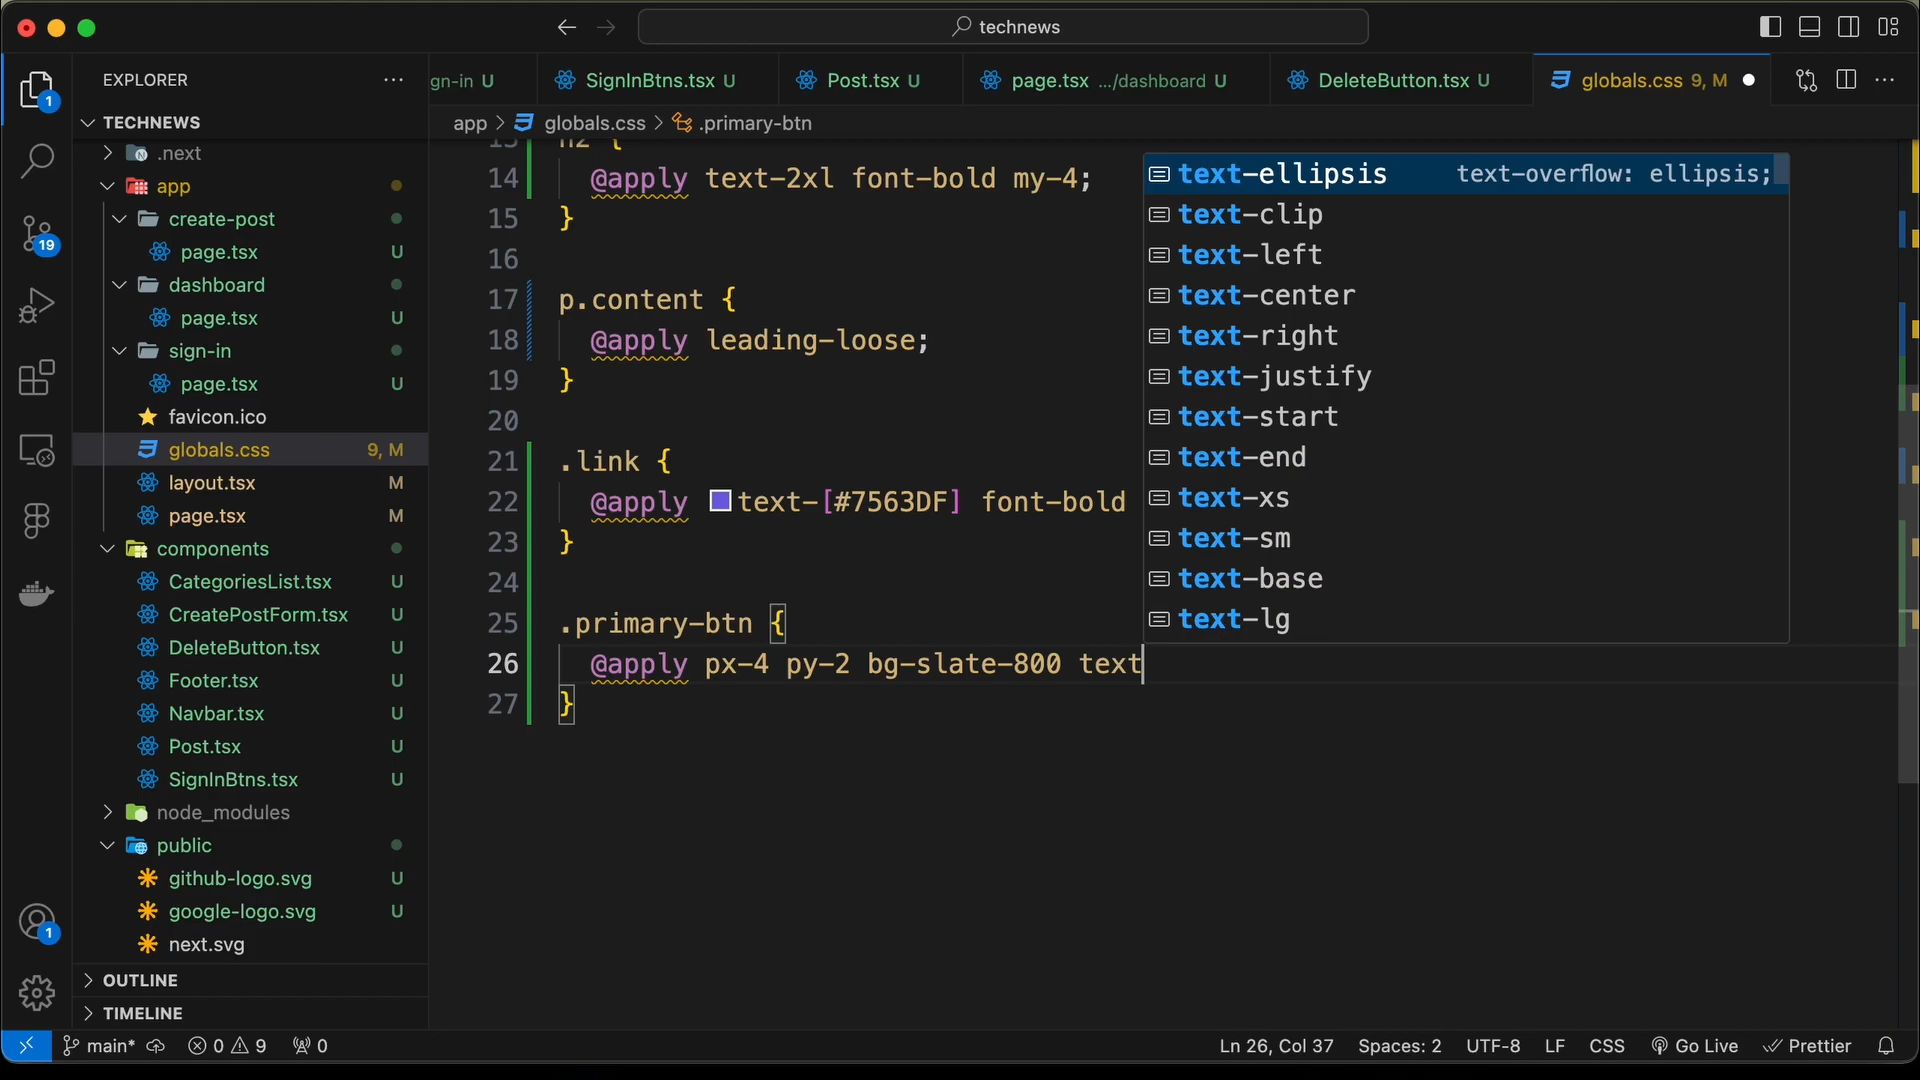 technews
EXPLORER
gn-in U
SignInBtns.tsx U
Post.tsx U
page.tsx .../dashboard U
DeleteButton.tsx U
globals.css 9, M
app > globals.css > .primary-btn
TECHNEWS
.next
app
create-post
page.tsx U
dashboard
page.tsx U
sign-in
page.tsx U
favicon.ico
globals.css 9, M
layout.tsx M
page.tsx M
components
CategoriesList.tsx U
CreatePostForm.tsx U
DeleteButton.tsx U
Footer.tsx U
Navbar.tsx U
Post.tsx U
SignInBtns.tsx U
node_modules
public
github-logo.svg U
google-logo.svg U
next.svg
OUTLINE
TIMELINE
1
19
1
13 h2 {
14 @apply text-2xl font-bold my-4;
15 }
16
17 p.content {
18 @apply leading-loose;
19 }
20
21 .link {
22 @apply text-[#7563DF] font-bold
23 }
24
25 .primary-btn {
26 @apply px-4 py-2 bg-slate-800 text
27 }
text-ellipsis text-overflow: ellipsis;
text-clip
text-left
text-center
text-right
text-justify
text-start
text-end
text-xs
text-sm
text-base
text-lg
main* 0 9 0
Ln 26, Col 37 Spaces: 2 UTF-8 LF CSS Go Live Prettier